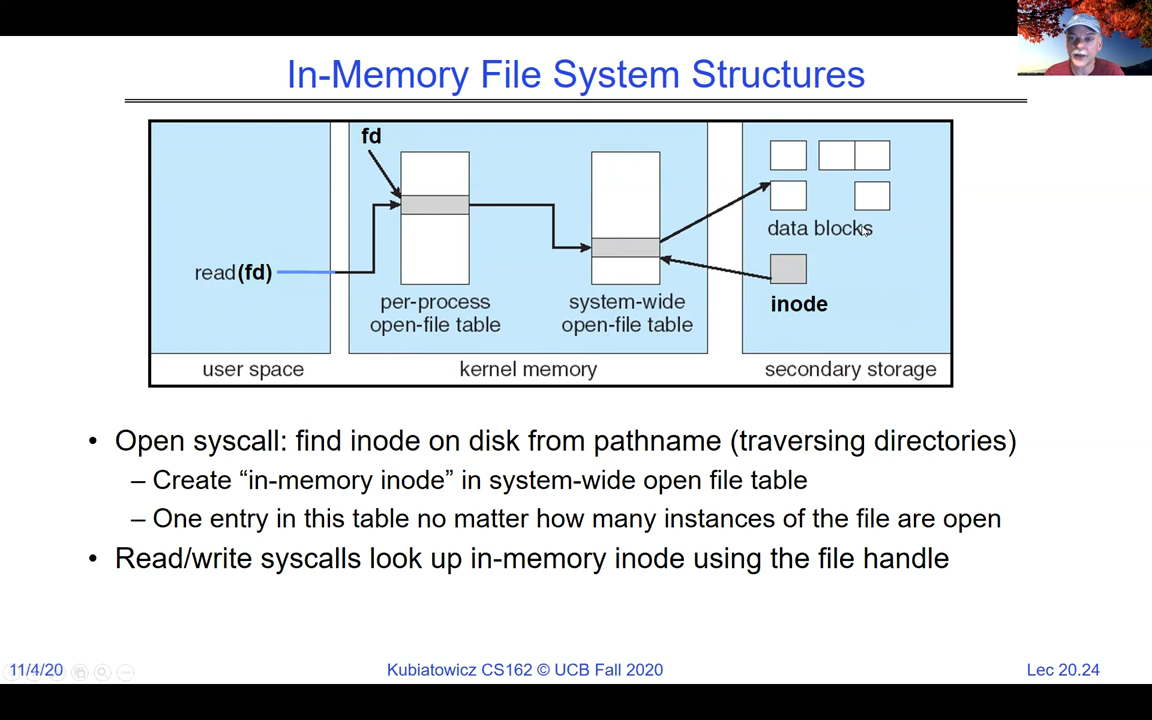 In-Memory File System Structures
fd
data blocks
read(fd)
inode
per-process
open-file table
system-wide
open-file table
user space
kernel memory
secondary storage
• Open syscall: find inode on disk from pathname (traversing directories)
– Create “in-memory inode” in system-wide open file table
– One entry in this table no matter how many instances of the file are open
• Read/write syscalls look up in-memory inode using the file handle
11/4/20
Kubiatowicz CS162 © UCB Fall 2020
Lec 20.24